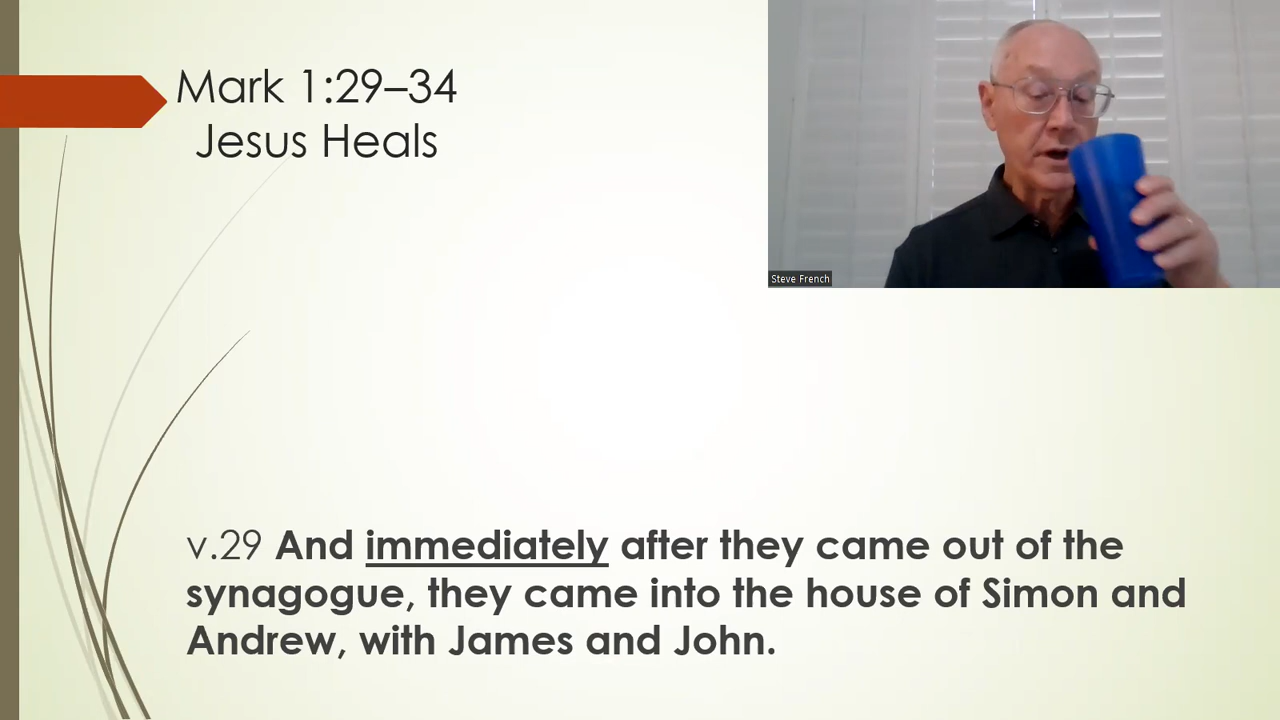 Mark 1:29–34
Jesus Heals
Steve French
v.29 And immediately after they came out of the
synagogue, they came into the house of Simon and
Andrew, with James and John.